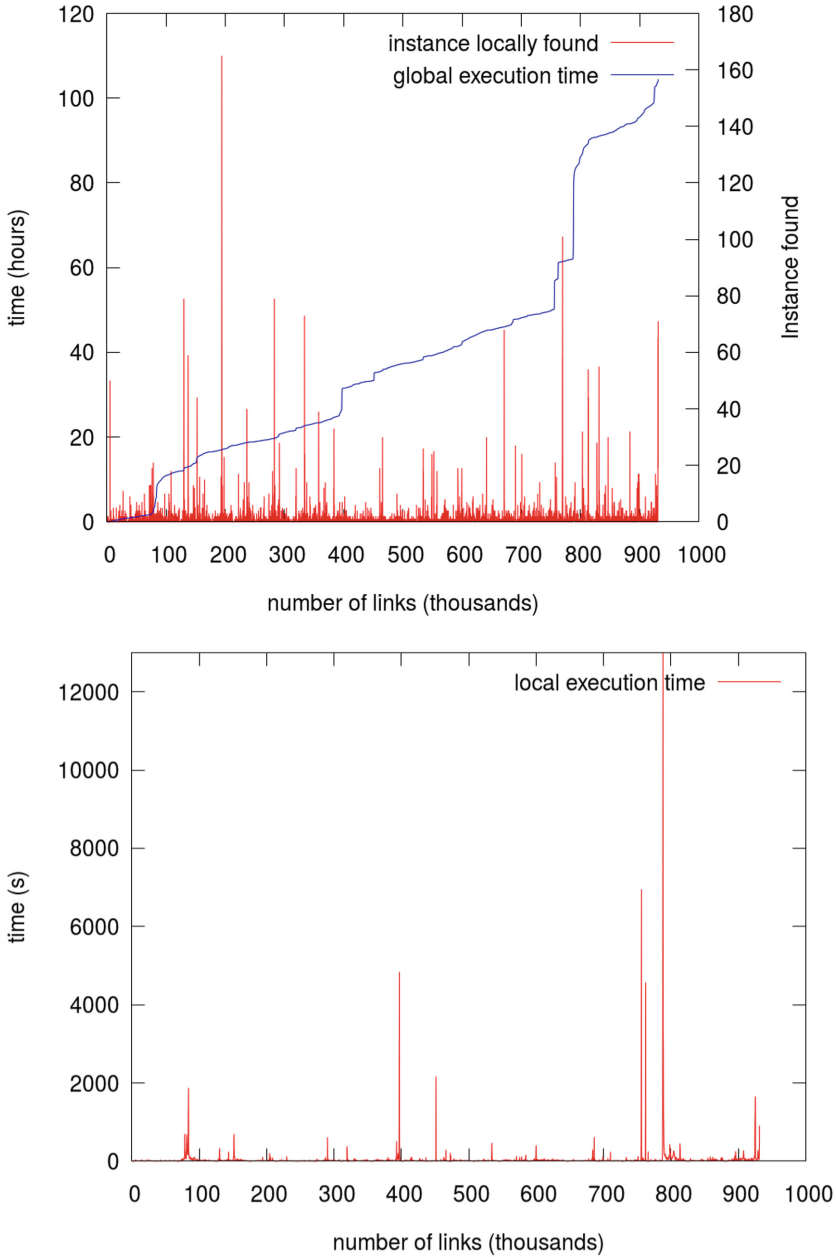 120
100
80
60
40
20
0
time (hours)
180
160
140
120
100
80
60
40
20
0
Instance found
instance locally found
global execution time
0 100 200 300 400 500 600 700 800 900 1000
number of links (thousands)
12000
10000
8000
6000
4000
2000
0
time (s)
local execution time
0 100 200 300 400 500 600 700 800 900 1000
number of links (thousands)